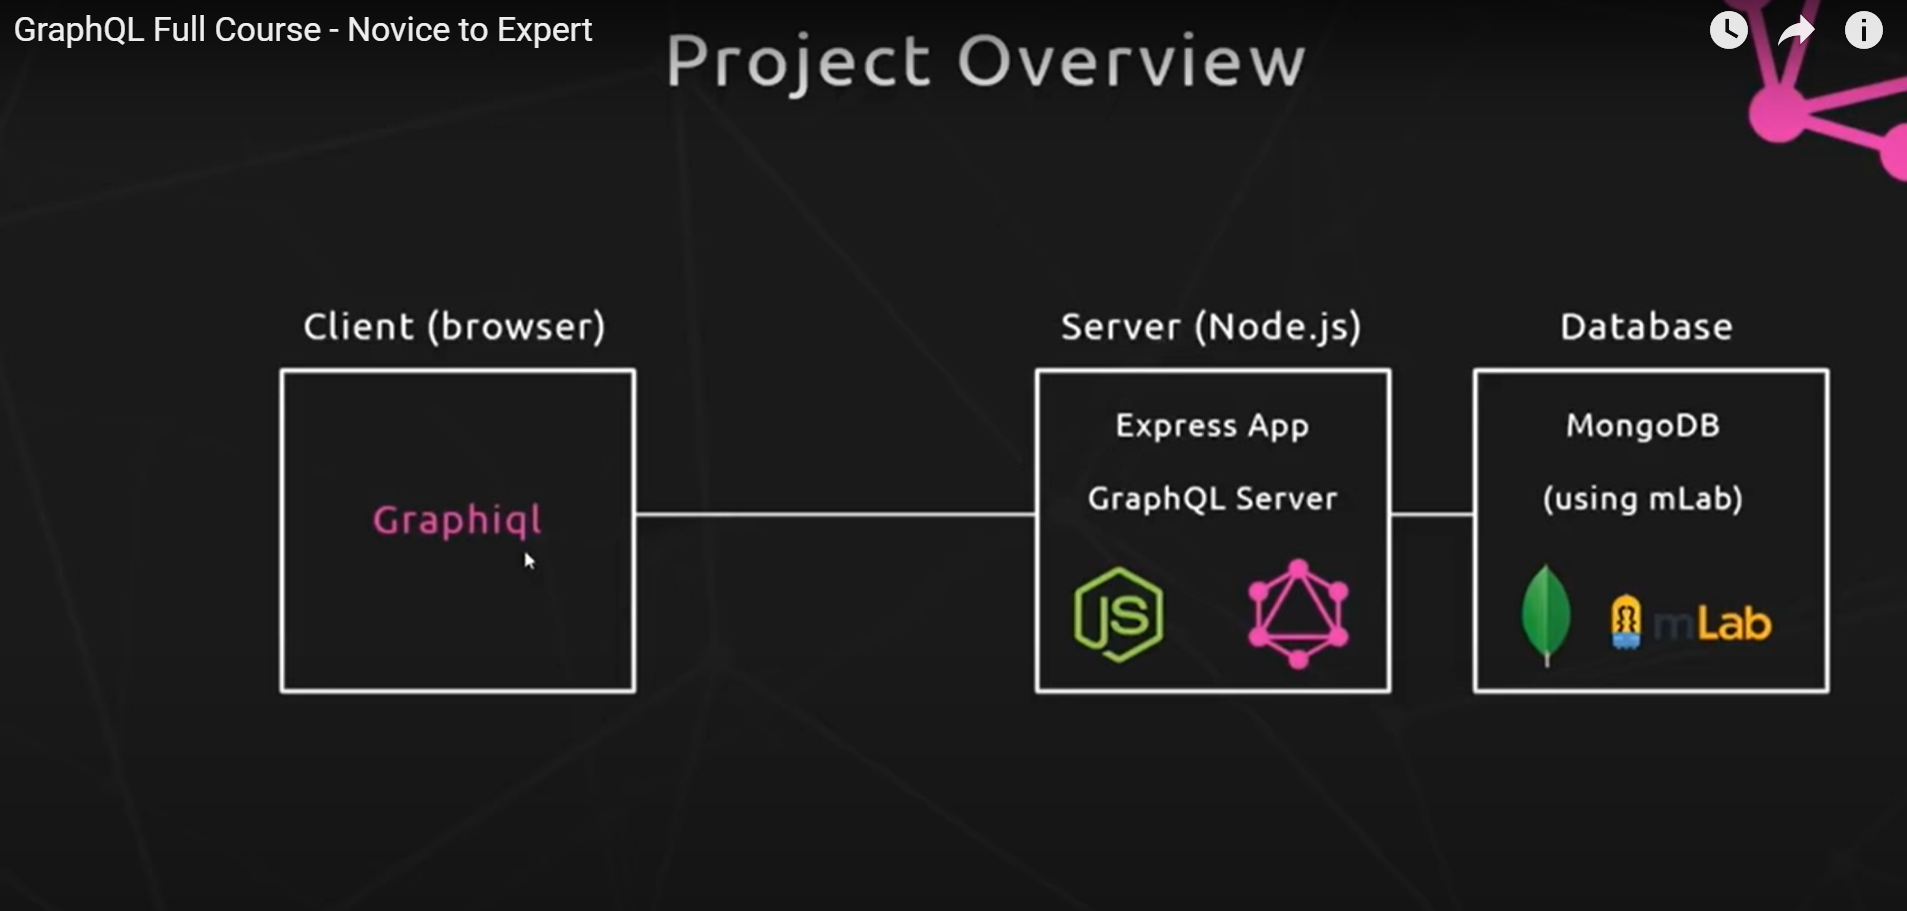 GraphQL Full Course - Novice to Expert
Project Overview
Client (browser)
Graphiql
Server (Node.js)
Express App
GraphQL Server
JS
Database
MongoDB
(using mLab)
mLab